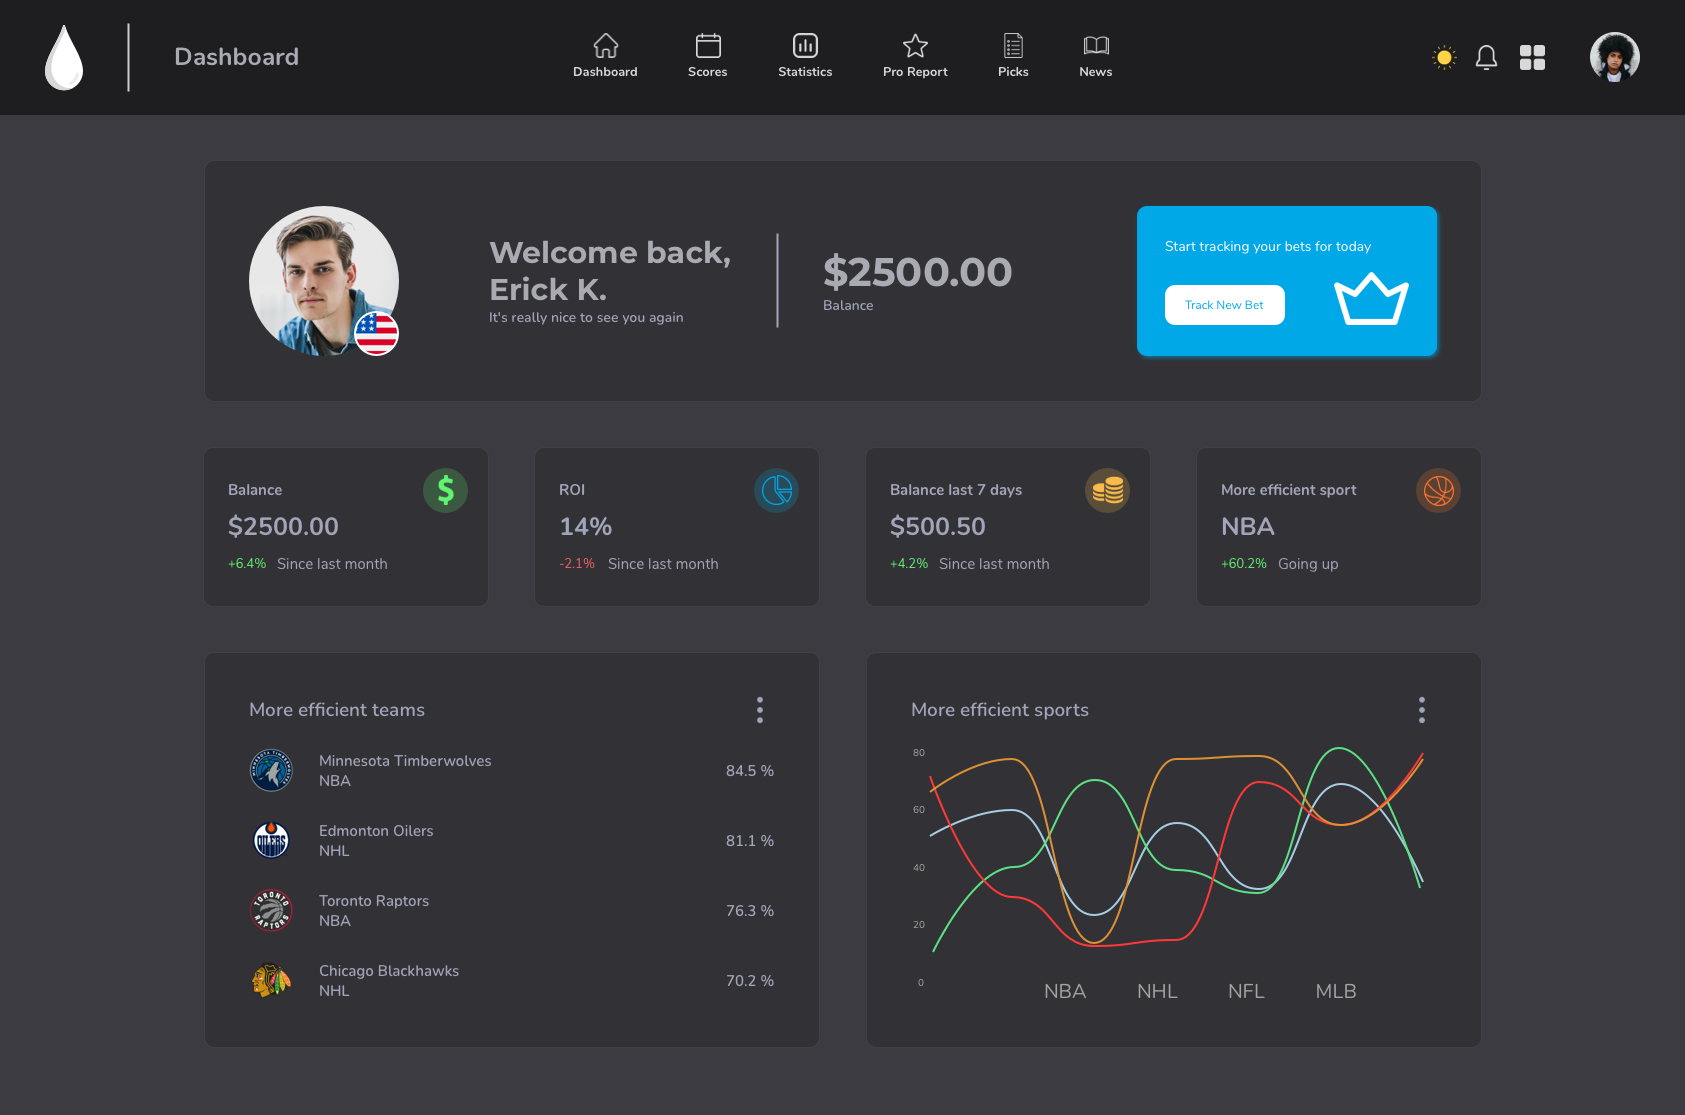 Dashboard
Dashboard
Scores
Statistics
Pro Report
Picks
News
Welcome back,
Erick K.
It's really nice to see you again
$2500.00
Balance
Start tracking your bets for today
Track New Bet
Balance
$2500.00
+6.4% Since last month
ROI
14%
-2.1% Since last month
Balance last 7 days
$500.50
+4.2% Since last month
More efficient sport
NBA
+60.2% Going up
More efficient teams
MINNESOTA TIMBERWOLVES
Minnesota Timberwolves
NBA
84.5 %
OILERS
Edmonton Oilers
NHL
81.1 %
TORONTO
RAPTORS
Toronto Raptors
NBA
76.3 %
Chicago Blackhawks
NHL
70.2 %
More efficient sports
80
60
40
20
0
NBA
NHL
NFL
MLB